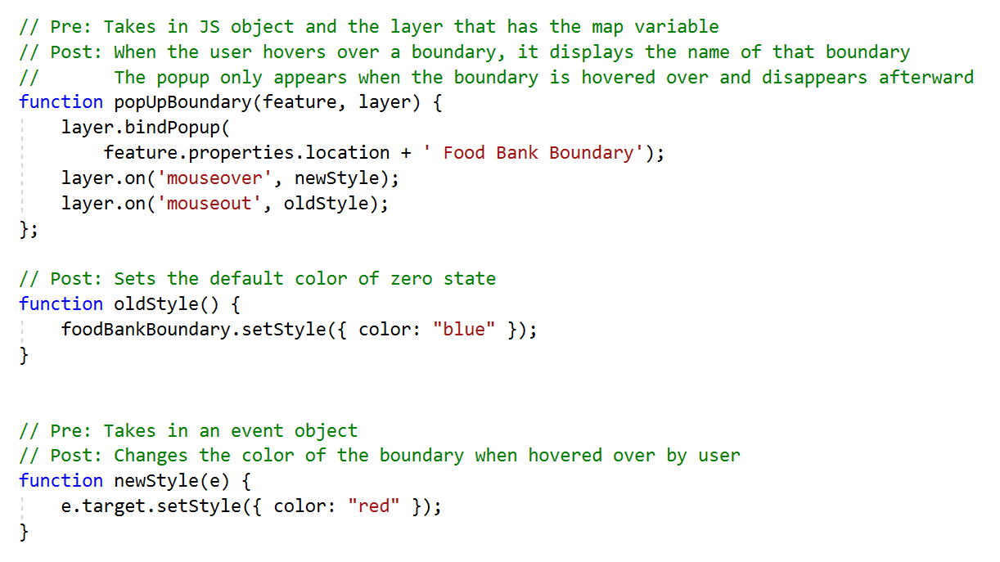 // Pre: Takes in JS object and the layer that has the map variable
// Post: When the user hovers over a boundary, it displays the name of that boundary
//       The popup only appears when the boundary is hovered over and disappears afterward
function popUpBoundary(feature, layer) {
    layer.bindPopup(
        feature.properties.location + ' Food Bank Boundary');
    layer.on('mouseover', newStyle);
    layer.on('mouseout', oldStyle);
};

// Post: Sets the default color of zero state
function oldStyle() {
    foodBankBoundary.setStyle({ color: "blue" });
}


// Pre: Takes in an event object
// Post: Changes the color of the boundary when hovered over by user
function newStyle(e) {
    e.target.setStyle({ color: "red" });
}